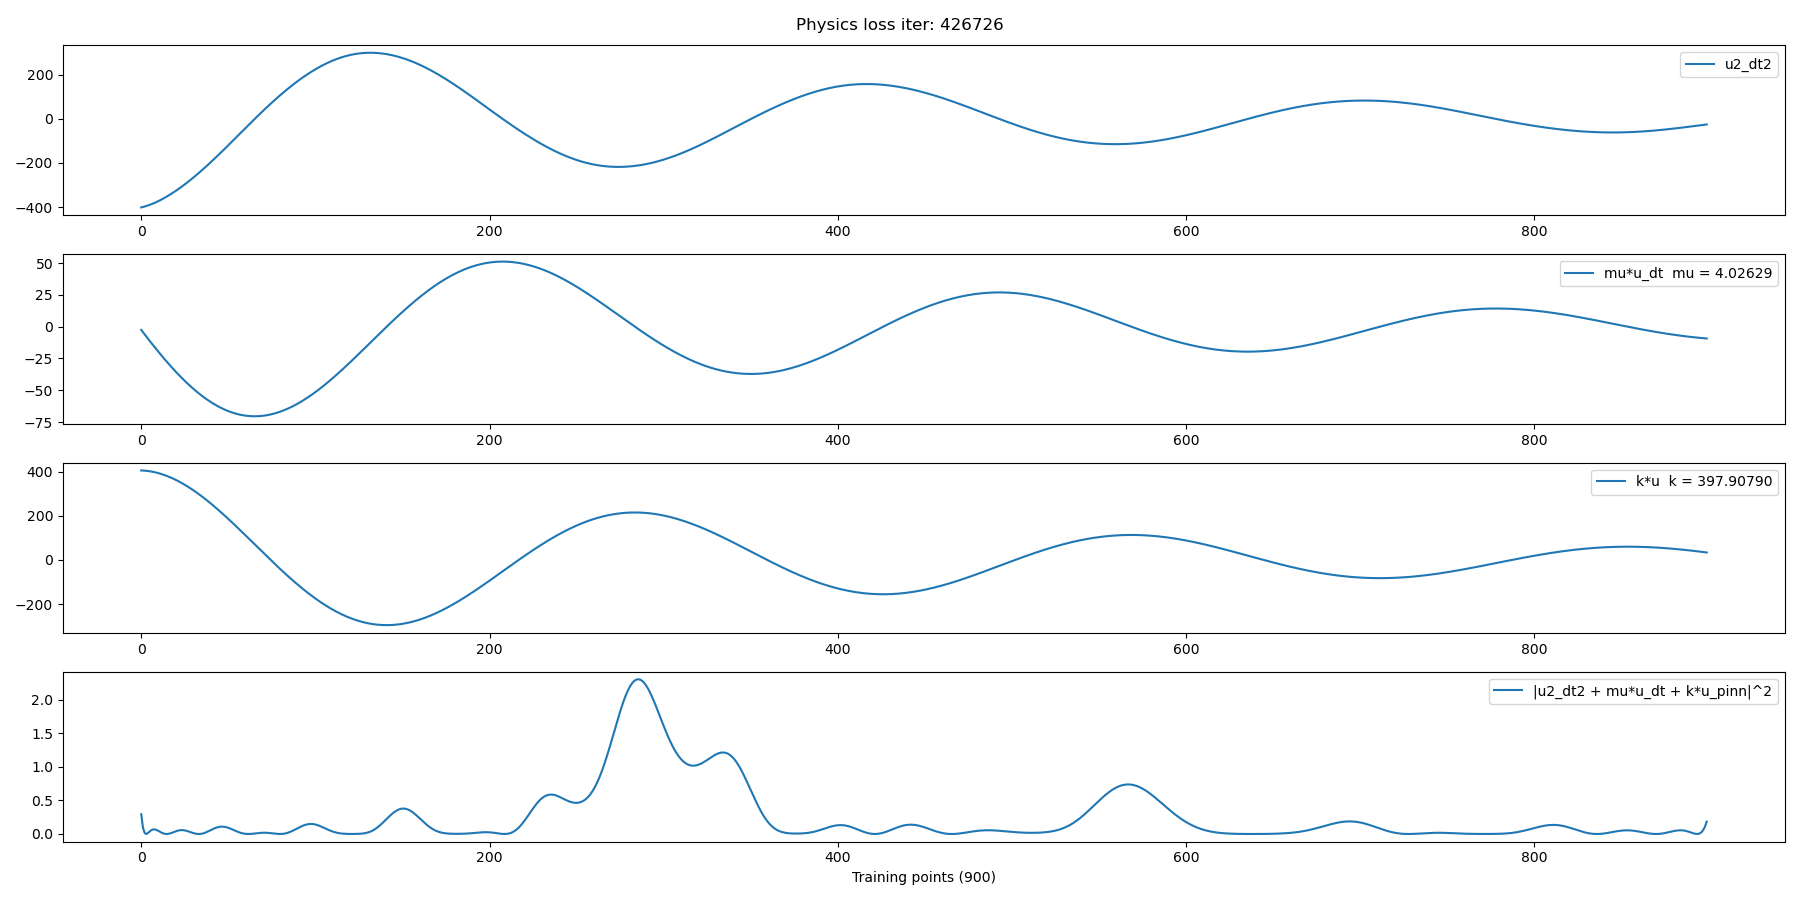 Physics loss iter: 426726
u2_dt2
200
0
−200
−400
0 200 400 600 800
mu*u_dt mu = 4.02629
50
25
0
−25
−50
−75
0 200 400 600 800
k*u k = 397.90790
400
200
0
−200
0 200 400 600 800
|u2_dt2 + mu*u_dt + k*u_pinn|^2
2.0
1.5
1.0
0.5
0.0
0 200 400 600 800
Training points (900)